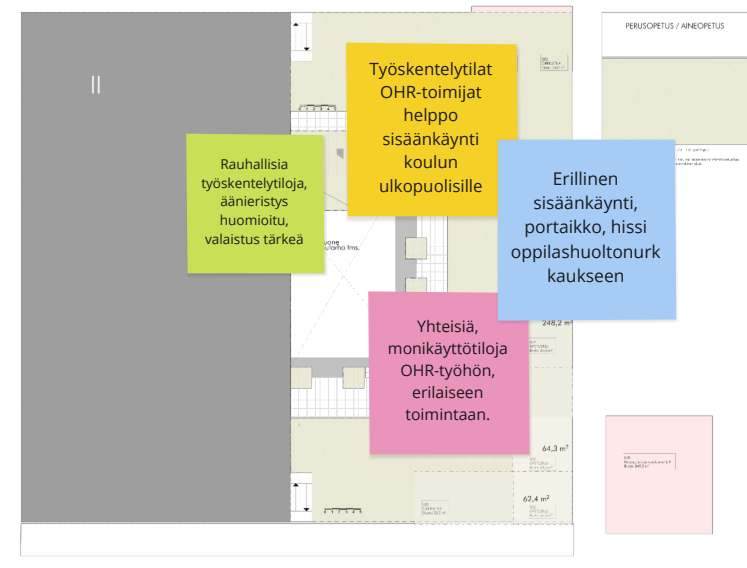 PERUSOPETUS / AINEOPETUS
Työskentelytilat
OHR-toimijat
helppo
sisäänkäynti
koulun
ulkopuolisille
Rauhallisia
työskentelytiloja,
äänieristys
huomioitu,
valaistus tärkeä
Erillinen
sisäänkäynti,
portaikko, hissi
oppilashuoltonurk
kaukseen
Yhteisiä,
monikäyttötiloja
OHR-työhön,
erilaiseen
toimintaan.
248,2 m²
64,3 m²
62,4 m²